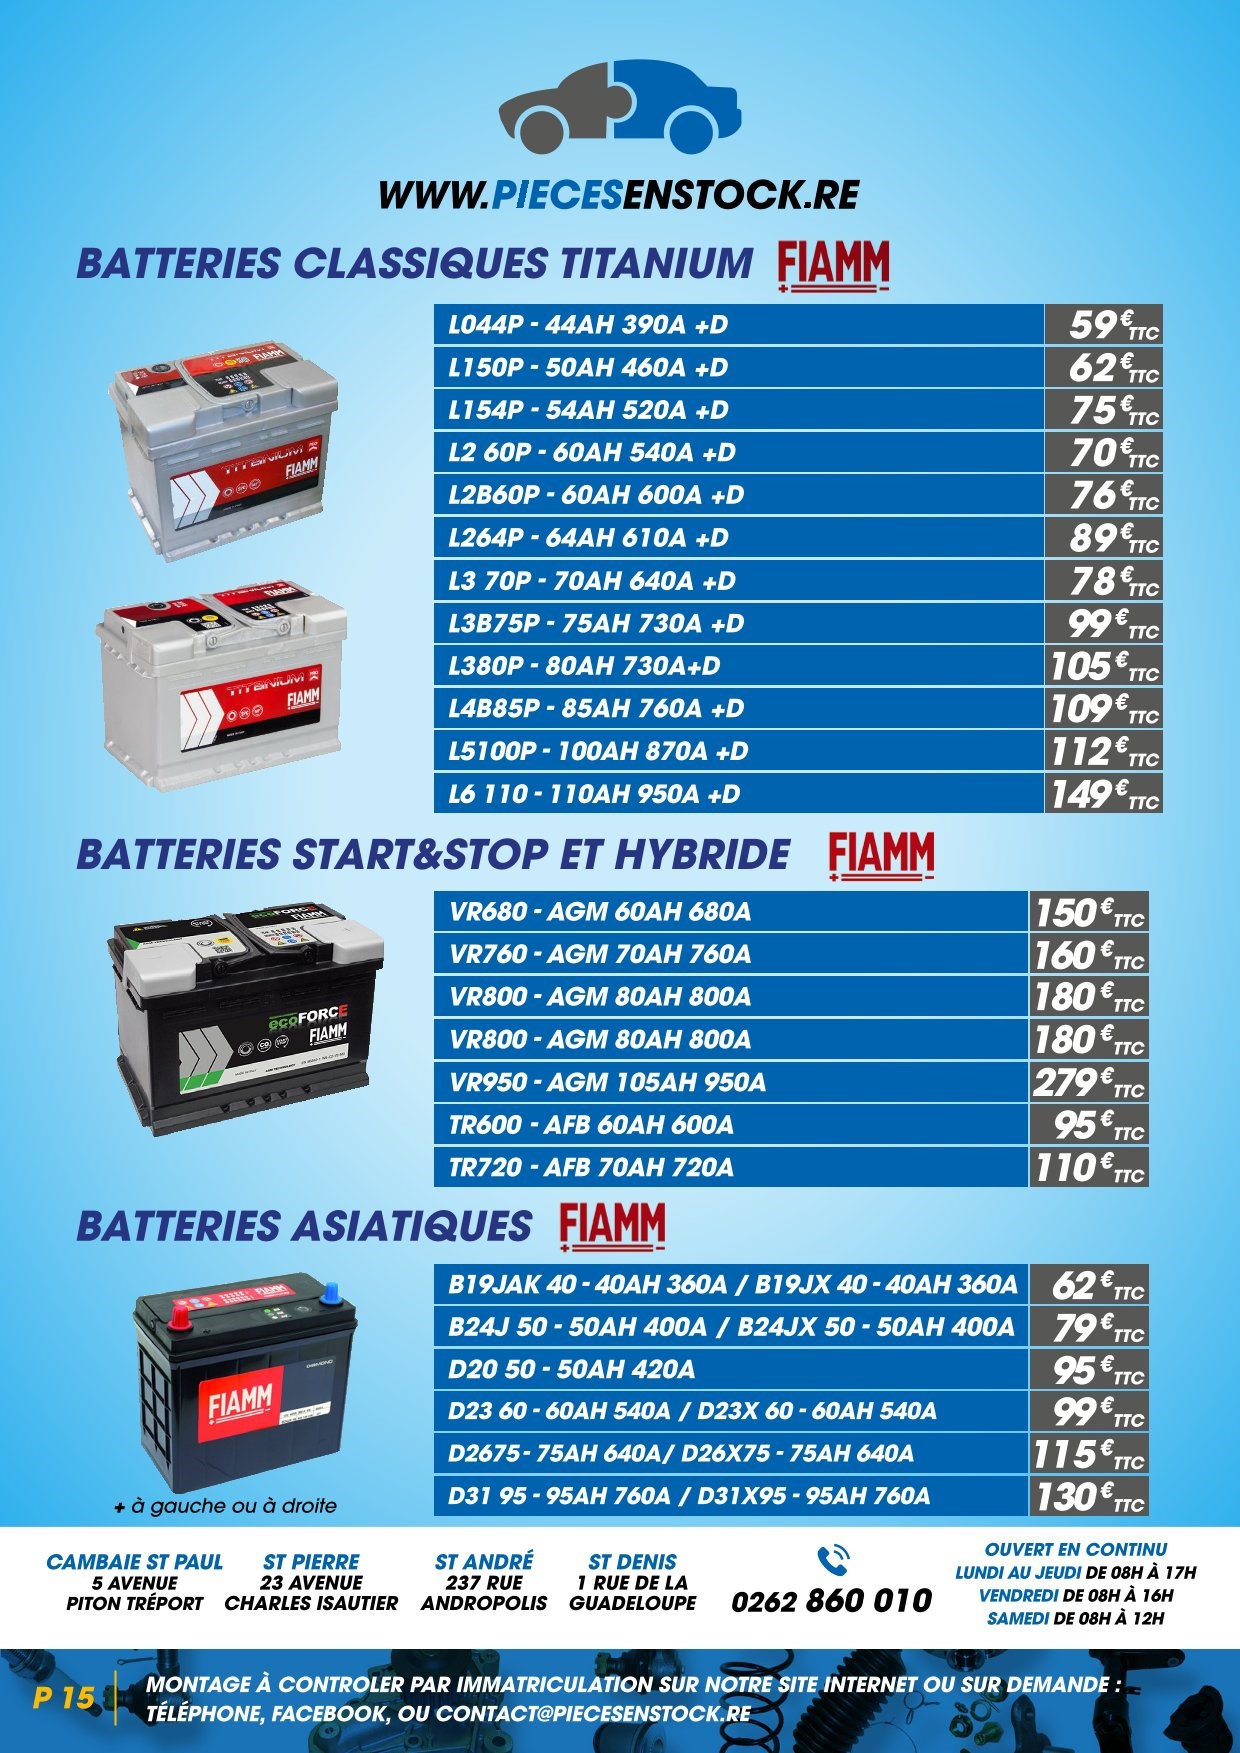 WWW.PIECESENSTOCK.RE
BATTERIES CLASSIQUES TITANIUM FIAMM
L044P - 44AH 390A +D 59€TTC
L150P - 50AH 460A +D 62€TTC
L154P - 54AH 520A +D 75€TTC
L2 60P - 60AH 540A +D 70€TTC
L2B60P - 60AH 600A +D 76€TTC
L264P - 64AH 610A +D 89€TTC
L3 70P - 70AH 640A +D 78€TTC
L3B75P - 75AH 730A +D 99€TTC
L380P - 80AH 730A+D 105€TTC
L4B85P - 85AH 760A +D 109€TTC
L5100P - 100AH 870A +D 112€TTC
L6 110 - 110AH 950A +D 149€TTC
TITANIUM
FIAMM
TITANIUM
FIAMM
BATTERIES START&STOP ET HYBRIDE FIAMM
VR680 - AGM 60AH 680A 150€TTC
VR760 - AGM 70AH 760A 160€TTC
VR800 - AGM 80AH 800A 180€TTC
VR800 - AGM 80AH 800A 180€TTC
VR950 - AGM 105AH 950A 279€TTC
TR600 - AFB 60AH 600A 95€TTC
TR720 - AFB 70AH 720A 110€TTC
ecoFORCE
FIAMM
BATTERIES ASIATIQUES FIAMM
B19JAK 40 - 40AH 360A / B19JX 40 - 40AH 360A 62€TTC
B24J 50 - 50AH 400A / B24JX 50 - 50AH 400A 79€TTC
D20 50 - 50AH 420A 95€TTC
D23 60 - 60AH 540A / D23X 60 - 60AH 540A 99€TTC
D2675 - 75AH 640A/ D26X75 - 75AH 640A 115€TTC
D31 95 - 95AH 760A / D31X95 - 95AH 760A 130€TTC
FIAMM
+ à gauche ou à droite
CAMBAIE ST PAUL
5 AVENUE
PITON TRÉPORT
ST PIERRE
23 AVENUE
CHARLES ISAUTIER
ST ANDRÉ
237 RUE
ANDROPOLIS
ST DENIS
1 RUE DE LA
GUADELOUPE
0262 860 010
OUVERT EN CONTINU
LUNDI AU JEUDI DE 08H À 17H
VENDREDI DE 08H À 16H
SAMEDI DE 08H À 12H
P 15
MONTAGE À CONTROLER PAR IMMATRICULATION SUR NOTRE SITE INTERNET OU SUR DEMANDE :
TÉLÉPHONE, FACEBOOK, OU CONTACT@PIECESENSTOCK.RE